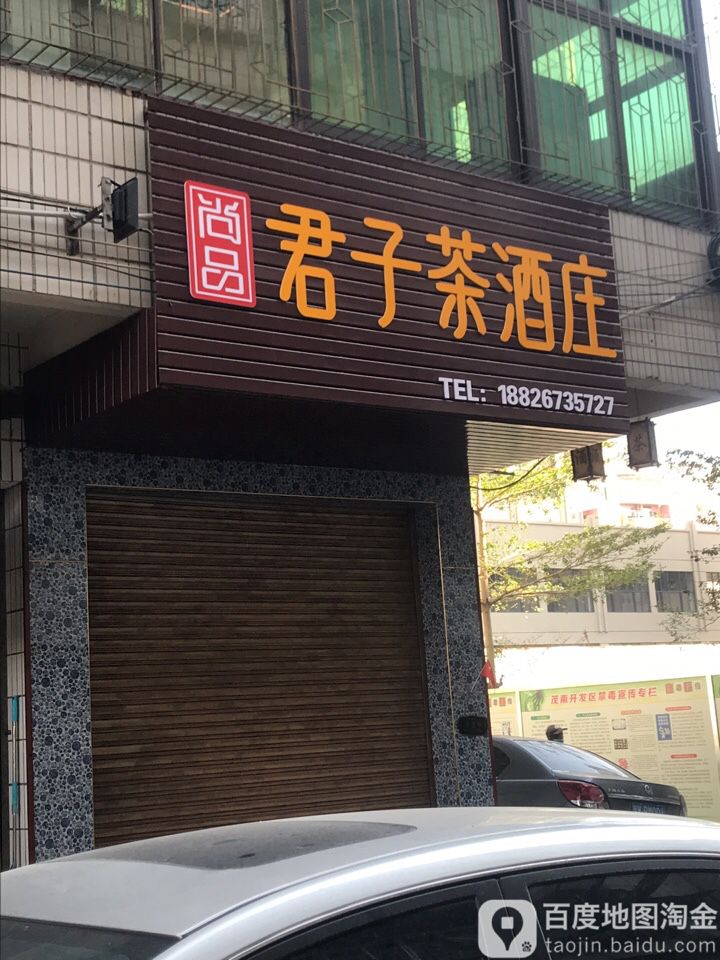 尚品
君子茶酒庄
TEL: 18826735727
茶
茂南开发区禁毒宣传专栏
百度地图淘金
taojin.baidu.com